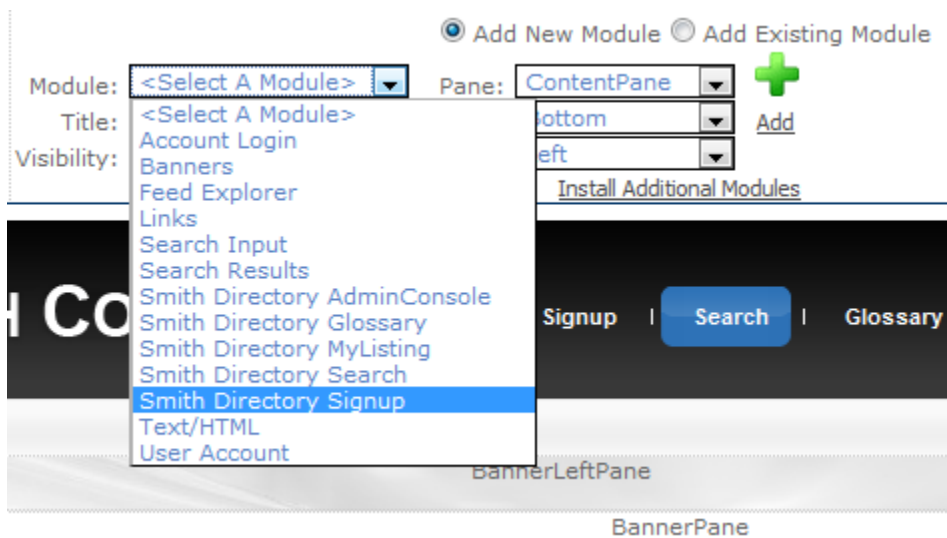 Add New Module Add Existing Module
Module: <Select A Module> Pane: ContentPane
Title: Bottom Add
Visibility: Left
Install Additional Modules
<Select A Module>
Account Login
Banners
Feed Explorer
Links
Search Input
Search Results
Smith Directory AdminConsole
Smith Directory Glossary
Smith Directory MyListing
Smith Directory Search
Smith Directory Signup
Text/HTML
User Account
H Co
Signup | Search | Glossary
BannerLeftPane
BannerPane